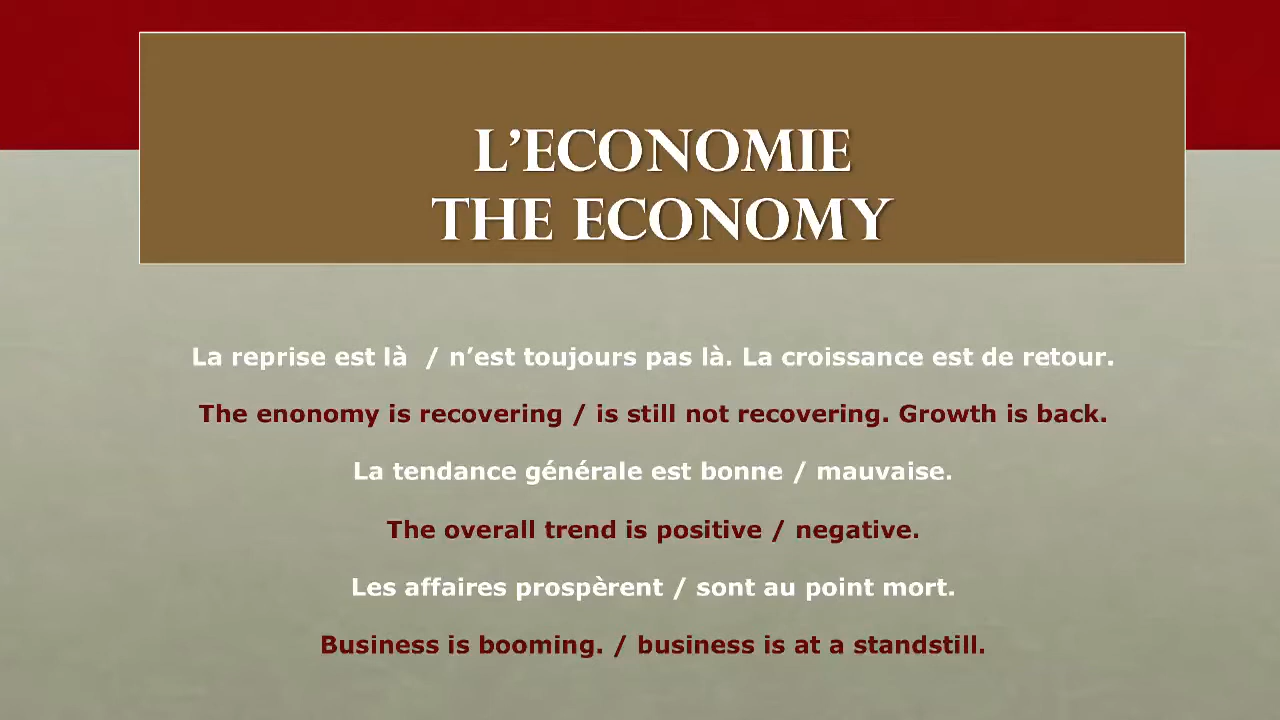 L’ECONOMIE
THE ECONOMY
La reprise est là / n’est toujours pas là. La croissance est de retour.
The enonomy is recovering / is still not recovering. Growth is back.
La tendance générale est bonne / mauvaise.
The overall trend is positive / negative.
Les affaires prospèrent / sont au point mort.
Business is booming. / business is at a standstill.